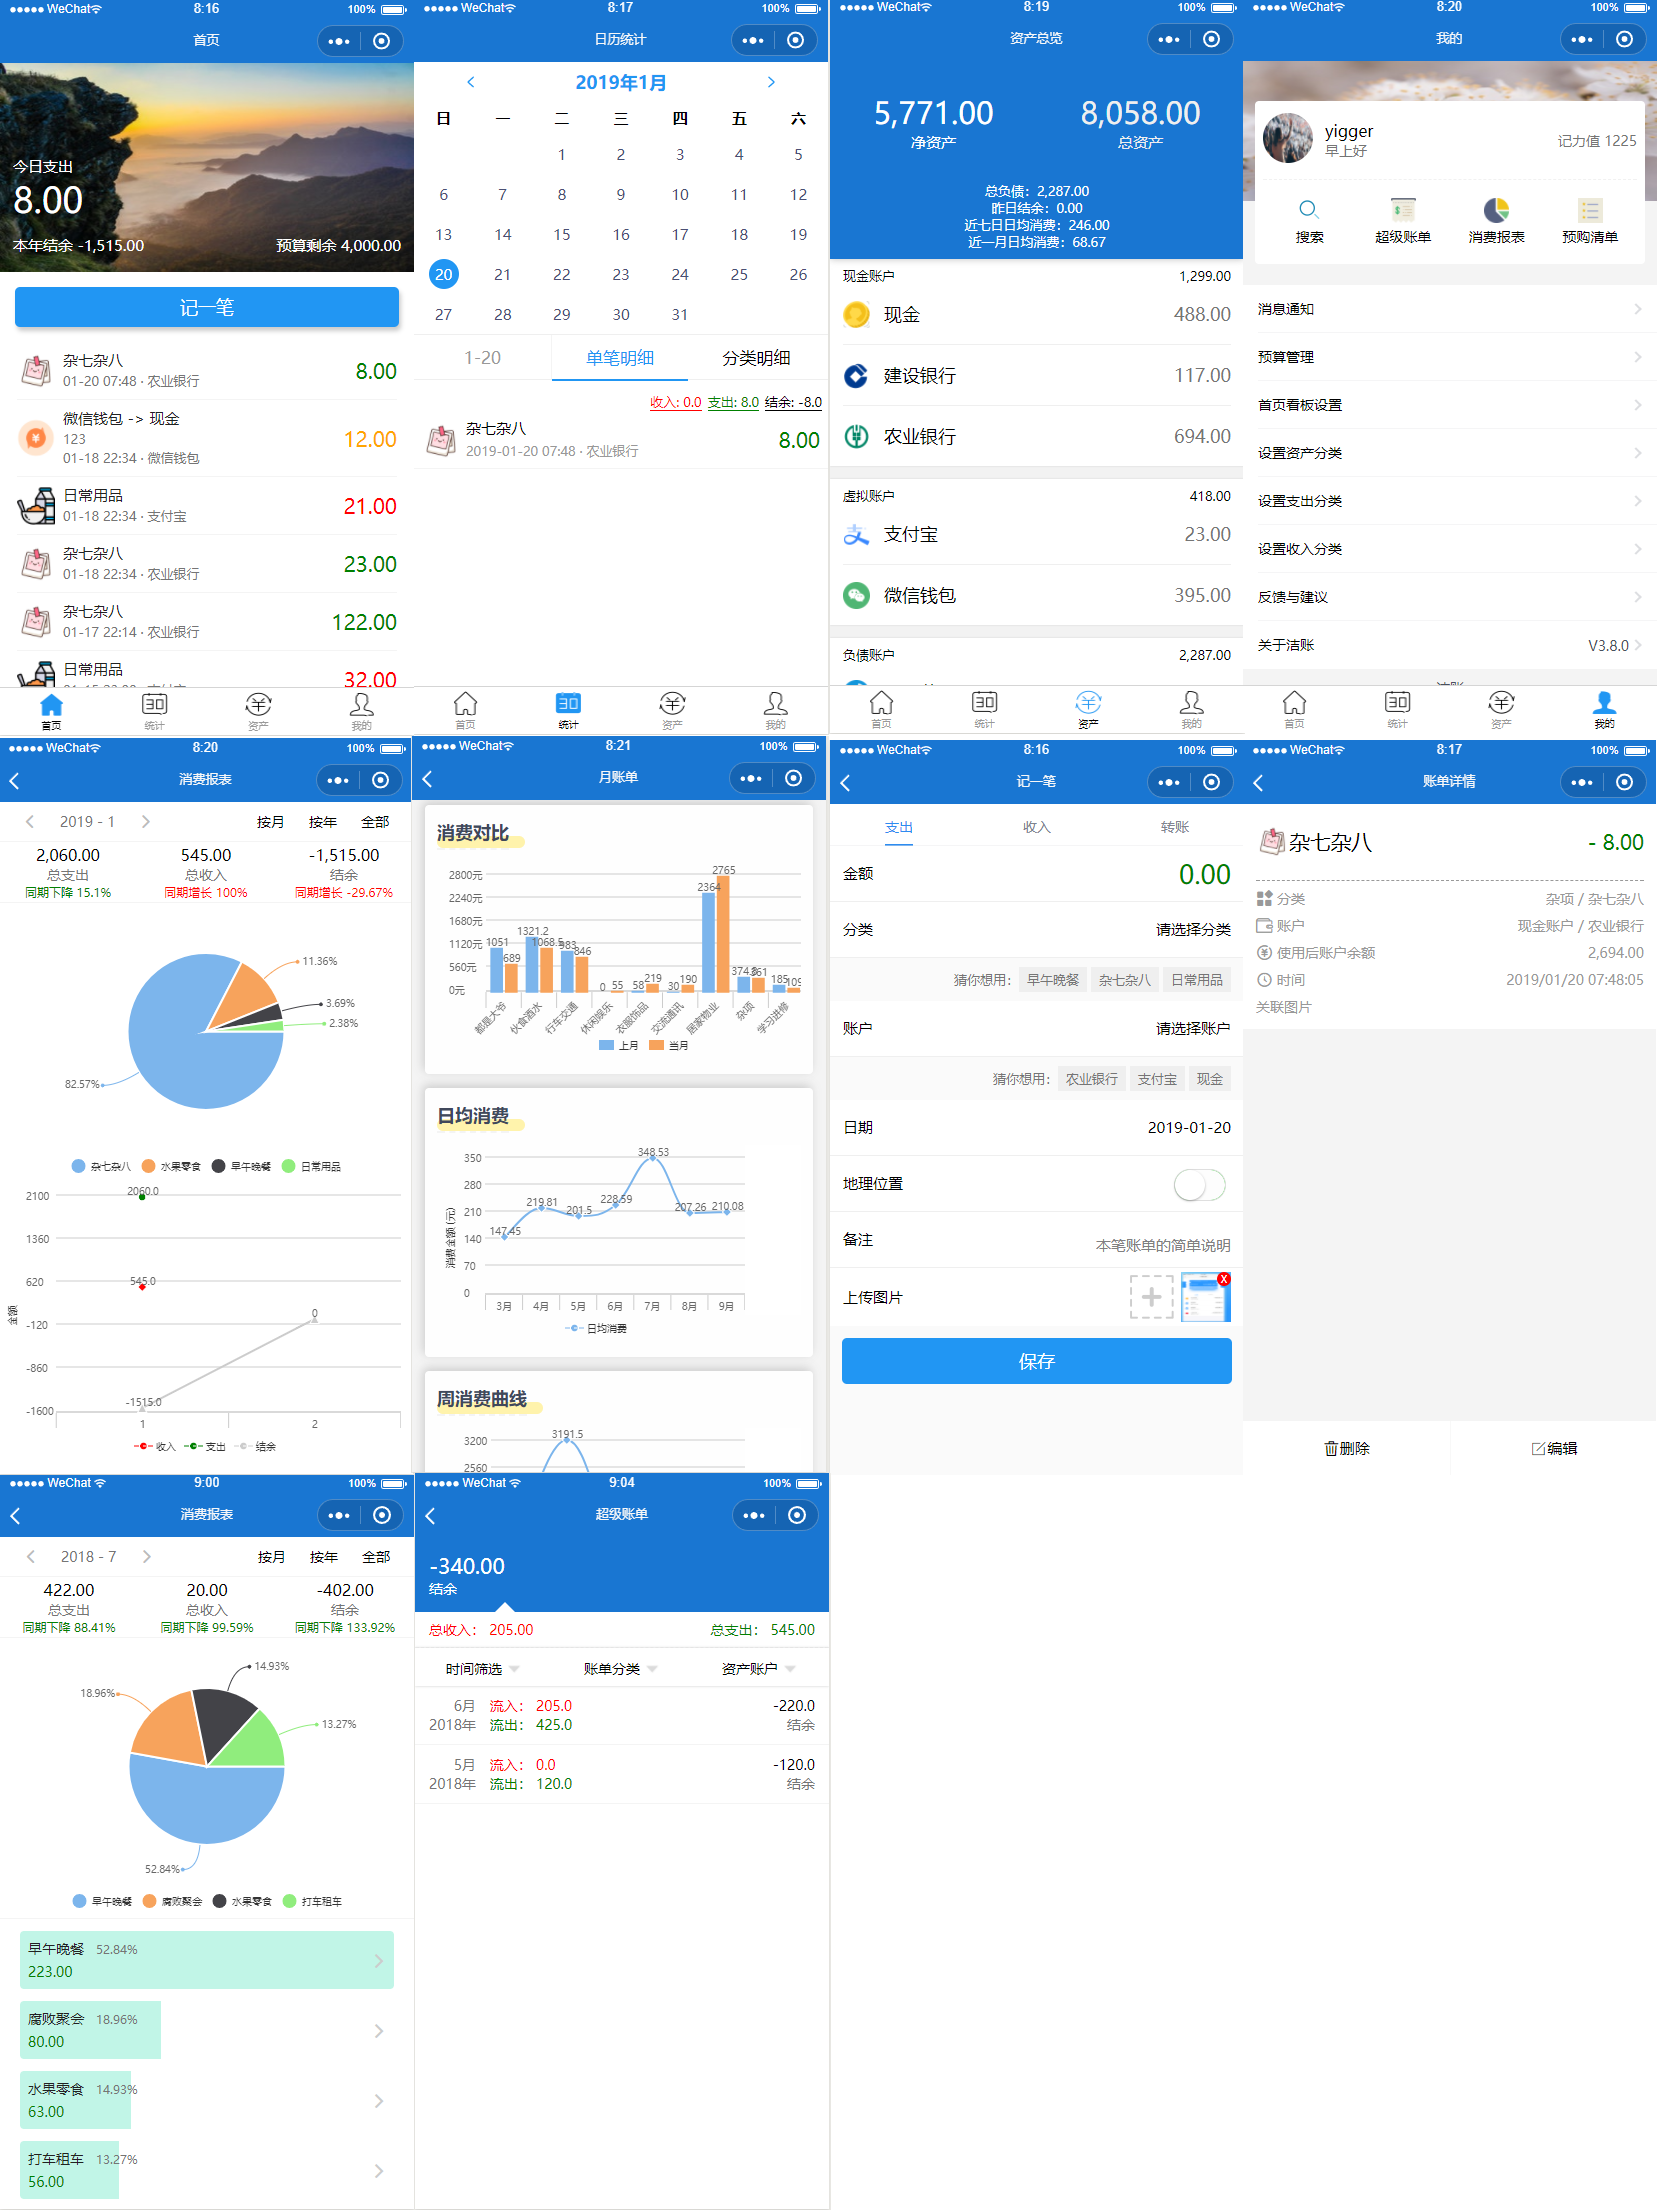 WeChat 8:16 100%
首页
今日支出
8.00
本年结余 -1,515.00 预算剩余 4,000.00
记一笔
杂七杂八
01-20 07:48 · 农业银行 8.00
微信钱包 -> 现金
123 12.00
01-18 22:34 · 微信钱包
日常用品
01-18 22:34 · 支付宝 21.00
杂七杂八
01-18 22:34 · 农业银行 23.00
杂七杂八
01-17 22:14 · 农业银行 122.00
日常用品
32.00
首页 统计 资产 我的
WeChat 8:17 100%
日历统计
2019年1月
日 一 二 三 四 五 六
1 2 3 4 5
6 7 8 9 10 11 12
13 14 15 16 17 18 19
20 21 22 23 24 25 26
27 28 29 30 31
1-20 单笔明细 分类明细
收入: 0.0 支出: 8.0 结余: -8.0
杂七杂八
2019-01-20 07:48 · 农业银行 8.00
首页 统计 资产 我的
WeChat 8:19 100%
资产总览
5,771.00 8,058.00
净资产 总资产
总负债：2,287.00
昨日结余：0.00
近七日日均消费：246.00
近一月日均消费：68.67
现金账户 1,299.00
现金 488.00
建设银行 117.00
农业银行 694.00
虚拟账户 418.00
支付宝 23.00
微信钱包 395.00
负债账户 2,287.00
首页 统计 资产 我的
WeChat 8:20 100%
我的
yigger
早上好 记力值 1225
搜索 超级账单 消费报表 预购清单
消息通知
预算管理
首页看板设置
设置资产分类
设置支出分类
设置收入分类
反馈与建议
关于洁账 V3.8.0
首页 统计 资产 我的
WeChat 8:20 100%
消费报表
2019 - 1 按月 按年 全部
2,060.00 545.00 -1,515.00
总支出 总收入 结余
同期下降 15.1% 同期增长 100% 同期增长 -29.67%
11.36%
3.69%
2.38%
82.57%
杂七杂八 水果零食 早午晚餐 日常用品
2100 2060.0
1360
620 545.0
金额
-120 0
-860
-1600 -1515.0
1 2
收入 支出 结余
WeChat 8:21 100%
月账单
消费对比
2800元 2765
2240元 2364
1680元 1321.2
1120元 1051 1068.5 983 846
560元 689 374.8 361
0元 0 55 58 219 30 190 185 109
都是大爷 伙食酒水 行车交通 休闲娱乐 衣服饰品 交流通讯 居家物业 杂项 学习进修
上月 当月
日均消费
350 348.53
280
210 219.81 201.5 228.59 207.26 210.08
140 147.45
70
0
消费金额 (元)
3月 4月 5月 6月 7月 8月 9月
日均消费
周消费曲线
3200 3191.5
2560
WeChat 8:16 100%
记一笔
支出 收入 转账
金额 0.00
分类 请选择分类
猜你想用： 早午晚餐 杂七杂八 日常用品
账户 请选择账户
猜你想用： 农业银行 支付宝 现金
日期 2019-01-20
地理位置
备注 本笔账单的简单说明
上传图片 X
保存
WeChat 8:17 100%
账单详情
杂七杂八 - 8.00
分类 杂项 / 杂七杂八
账户 现金账户 / 农业银行
使用后账户余额 2,694.00
时间 2019/01/20 07:48:05
关联图片
删除 编辑
WeChat 9:00 100%
消费报表
2018 - 7 按月 按年 全部
422.00 20.00 -402.00
总支出 总收入 结余
同期下降 88.41% 同期下降 99.59% 同期下降 133.92%
14.93%
18.96%
13.27%
52.84%
早午晚餐 腐败聚会 水果零食 打车租车
早午晚餐 52.84%
223.00
腐败聚会 18.96%
80.00
水果零食 14.93%
63.00
打车租车 13.27%
56.00
WeChat 9:04 100%
超级账单
-340.00
结余
总收入： 205.00 总支出： 545.00
时间筛选 账单分类 资产账户
6月 流入： 205.0 -220.0
2018年 流出： 425.0 结余
5月 流入： 0.0 -120.0
2018年 流出： 120.0 结余